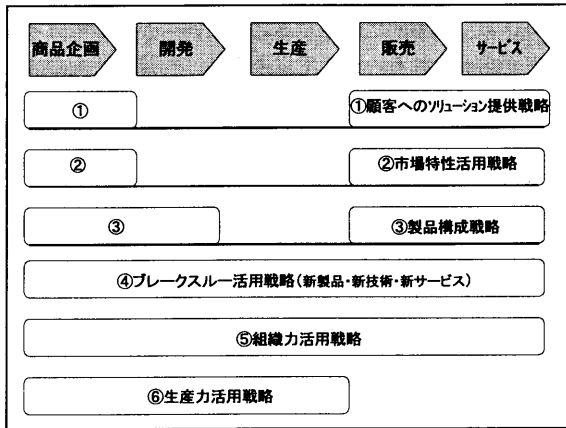 商品企画 開発 生産 販売 サービス
① ①顧客へのソリューション提供戦略
② ②市場特性活用戦略
③ ③製品構成戦略
④ブレークスルー活用戦略(新製品・新技術・新サービス)
⑤組織力活用戦略
⑥生産力活用戦略